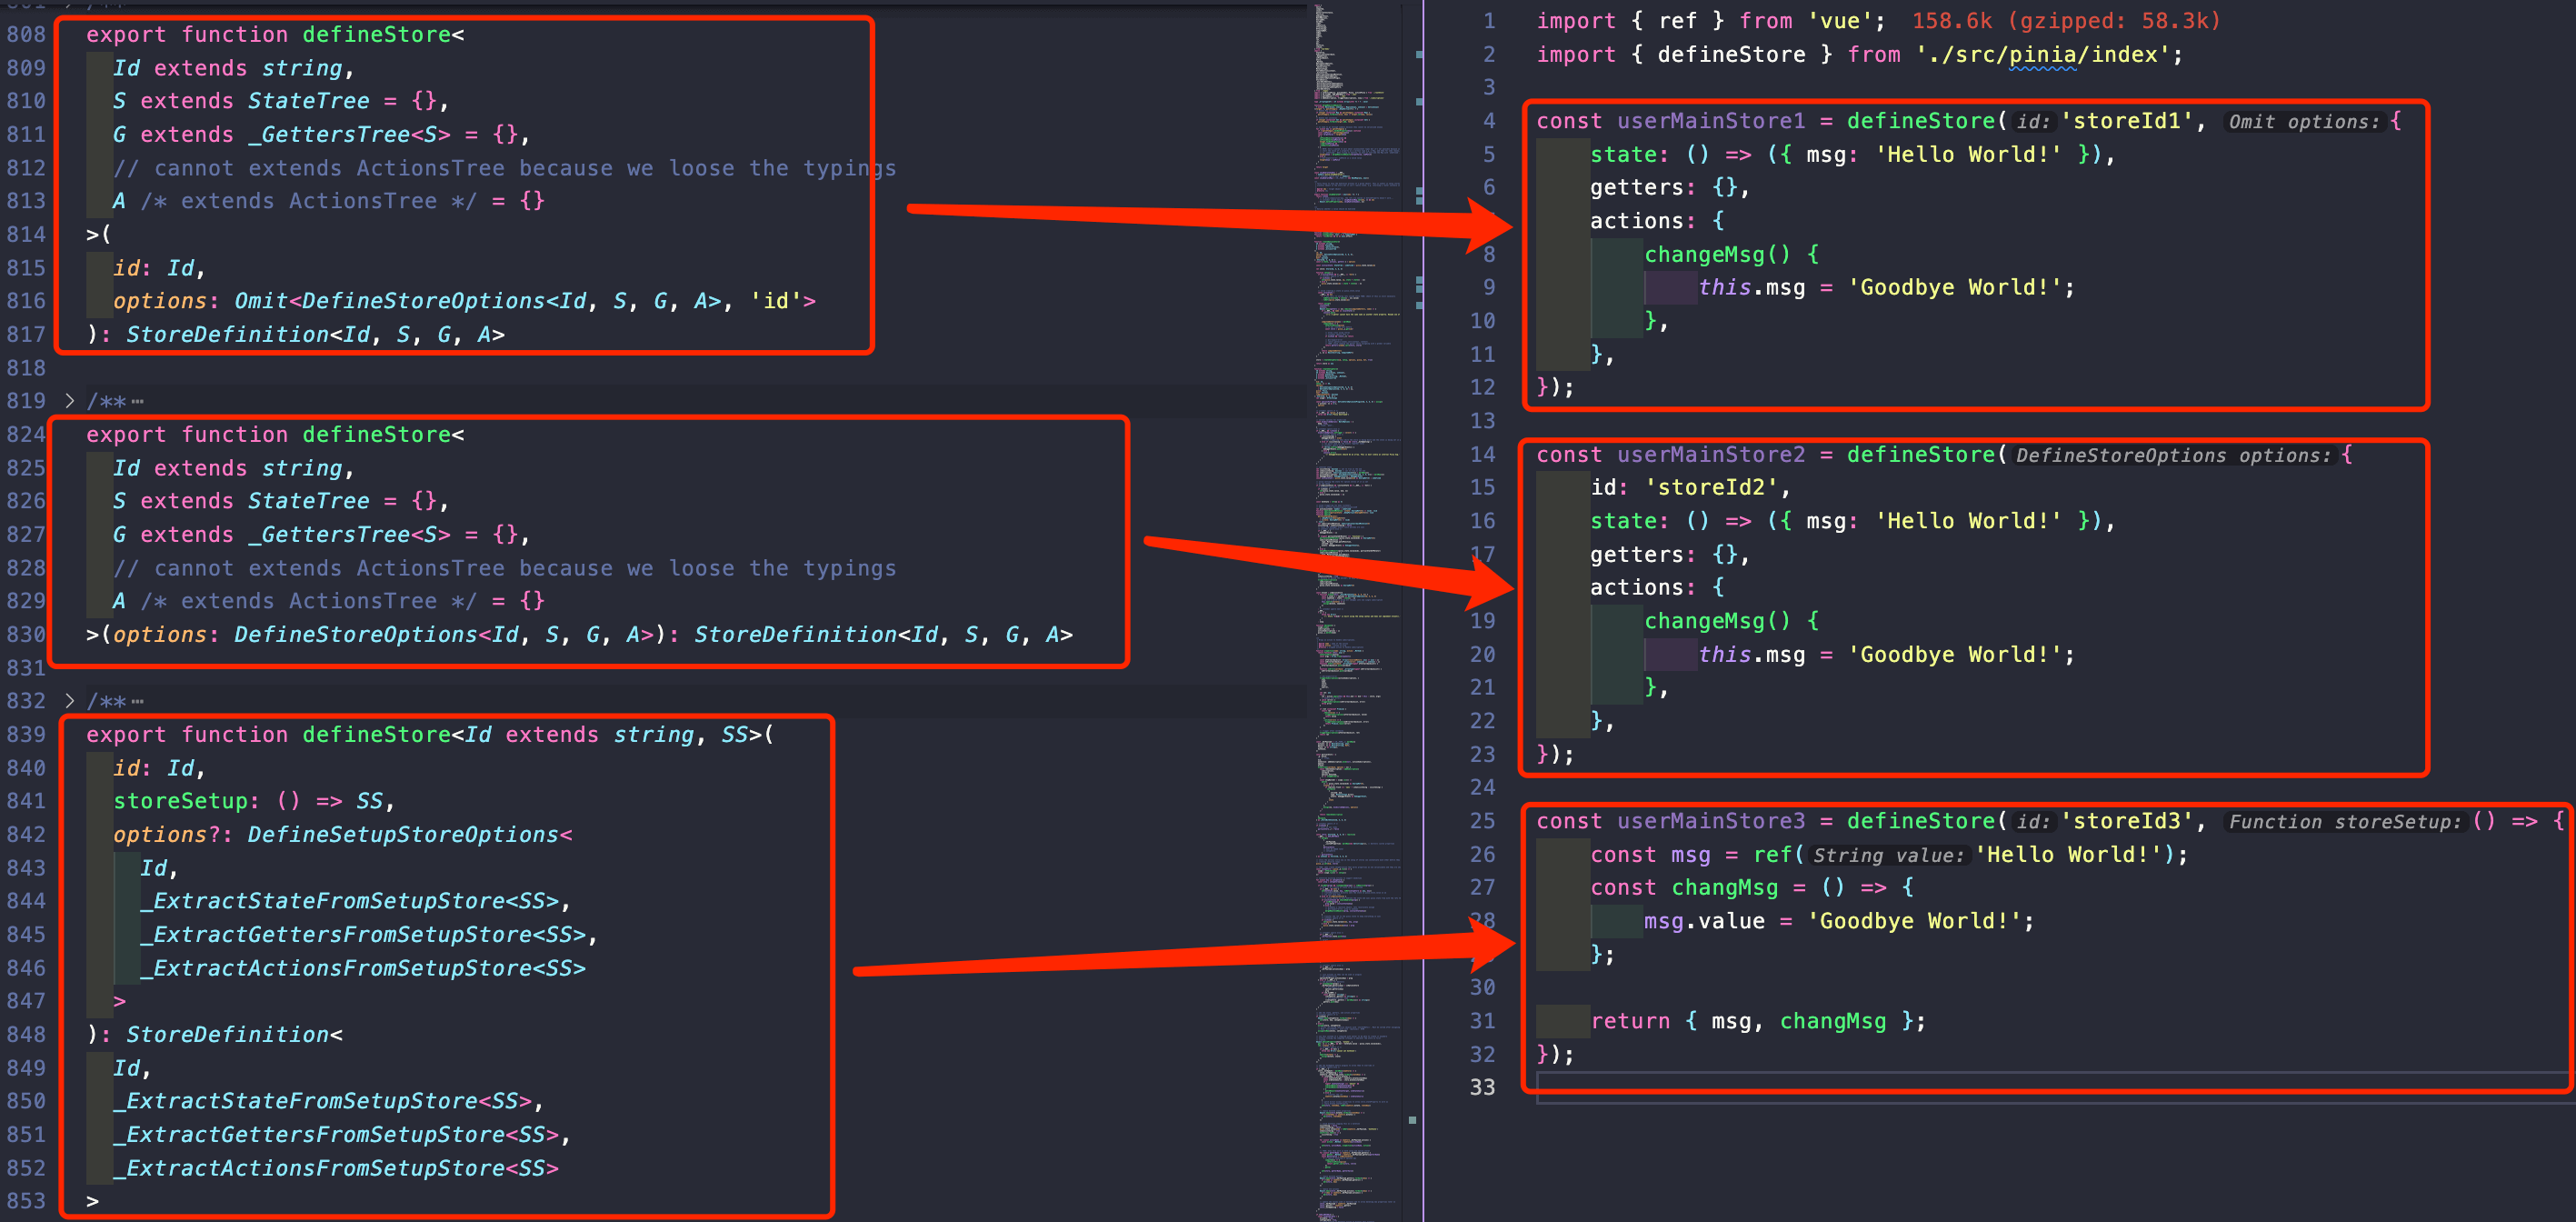 808 export function defineStore<
809 Id extends string,
810 S extends StateTree = {},
811 G extends _GettersTree<S> = {},
812 // cannot extends ActionsTree because we loose the typings
813 A /* extends ActionsTree */ = {}
814 >(
815 id: Id,
816 options: Omit<DefineStoreOptions<Id, S, G, A>, 'id'>
817 ): StoreDefinition<Id, S, G, A>
818
819 > /** ⋯
824 export function defineStore<
825 Id extends string,
826 S extends StateTree = {},
827 G extends _GettersTree<S> = {},
828 // cannot extends ActionsTree because we loose the typings
829 A /* extends ActionsTree */ = {}
830 >(options: DefineStoreOptions<Id, S, G, A>): StoreDefinition<Id, S, G, A>
831
832 > /** ⋯
839 export function defineStore<Id extends string, SS>(
840 id: Id,
841 storeSetup: () => SS,
842 options?: DefineSetupStoreOptions<
843 Id,
844 _ExtractStateFromSetupStore<SS>,
845 _ExtractGettersFromSetupStore<SS>,
846 _ExtractActionsFromSetupStore<SS>
847 >
848 ): StoreDefinition<
849 Id,
850 _ExtractStateFromSetupStore<SS>,
851 _ExtractGettersFromSetupStore<SS>,
852 _ExtractActionsFromSetupStore<SS>
853 >
1 import { ref } from 'vue'; 158.6k (gzipped: 58.3k)
2 import { defineStore } from './src/pinia/index';
3
4 const userMainStore1 = defineStore(id:'storeId1', Omit options:{
5 state: () => ({ msg: 'Hello World!' }),
6 getters: {},
actions: {
8 changeMsg() {
9 this.msg = 'Goodbye World!';
10 },
11 },
12 });
13
14 const userMainStore2 = defineStore(DefineStoreOptions options:{
15 id: 'storeId2',
16 state: () => ({ msg: 'Hello World!' }),
17 getters: {},
actions: {
19 changeMsg() {
20 this.msg = 'Goodbye World!';
21 },
22 },
23 });
24
25 const userMainStore3 = defineStore(id:'storeId3', Function storeSetup:() => {
26 const msg = ref(String value:'Hello World!');
27 const changMsg = () => {
28 msg.value = 'Goodbye World!';
};
30
31 return { msg, changMsg };
32 });
33